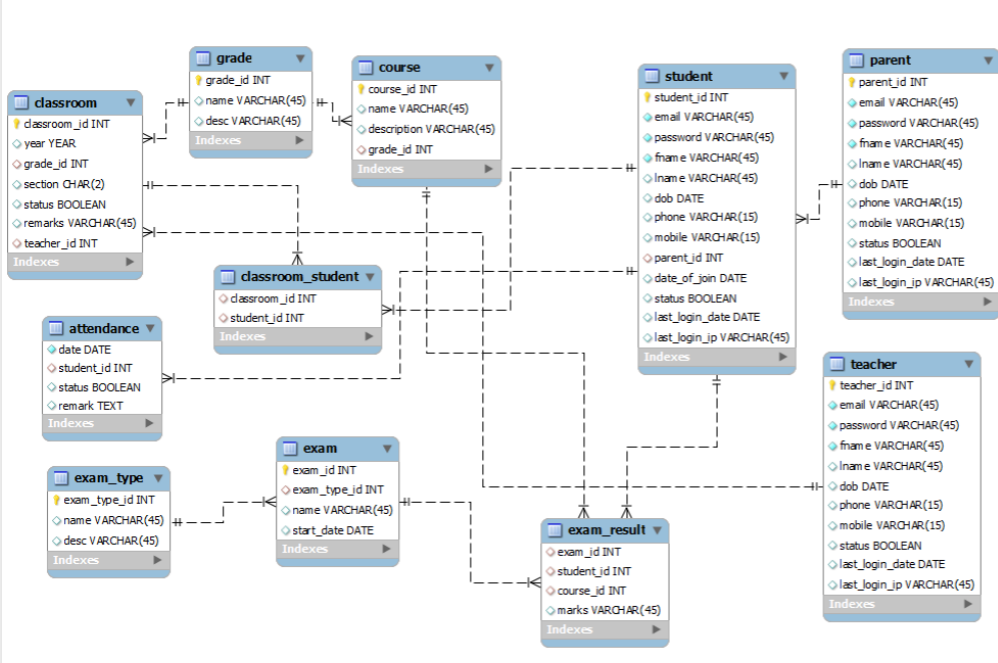 grade
grade_id INT
name VARCHAR(45)
desc VARCHAR(45)
Indexes
course
course_id INT
name VARCHAR(45)
description VARCHAR(45)
grade_id INT
Indexes
student
student_id INT
email VARCHAR(45)
password VARCHAR(45)
fname VARCHAR(45)
lname VARCHAR(45)
dob DATE
phone VARCHAR(15)
mobile VARCHAR(15)
parent_id INT
date_of_join DATE
status BOOLEAN
last_login_date DATE
last_login_ip VARCHAR(45)
Indexes
parent
parent_id INT
email VARCHAR(45)
password VARCHAR(45)
fname VARCHAR(45)
lname VARCHAR(45)
dob DATE
phone VARCHAR(15)
mobile VARCHAR(15)
status BOOLEAN
last_login_date DATE
last_login_ip VARCHAR(45)
Indexes
classroom
classroom_id INT
year YEAR
grade_id INT
section CHAR(2)
status BOOLEAN
remarks VARCHAR(45)
teacher_id INT
Indexes
classroom_student
classroom_id INT
student_id INT
Indexes
attendance
date DATE
student_id INT
status BOOLEAN
remark TEXT
Indexes
teacher
teacher_id INT
email VARCHAR(45)
password VARCHAR(45)
fname VARCHAR(45)
lname VARCHAR(45)
dob DATE
phone VARCHAR(15)
mobile VARCHAR(15)
status BOOLEAN
last_login_date DATE
last_login_ip VARCHAR(45)
Indexes
exam_type
exam_type_id INT
name VARCHAR(45)
desc VARCHAR(45)
Indexes
exam
exam_id INT
exam_type_id INT
name VARCHAR(45)
start_date DATE
Indexes
exam_result
exam_id INT
student_id INT
course_id INT
marks VARCHAR(45)
Indexes